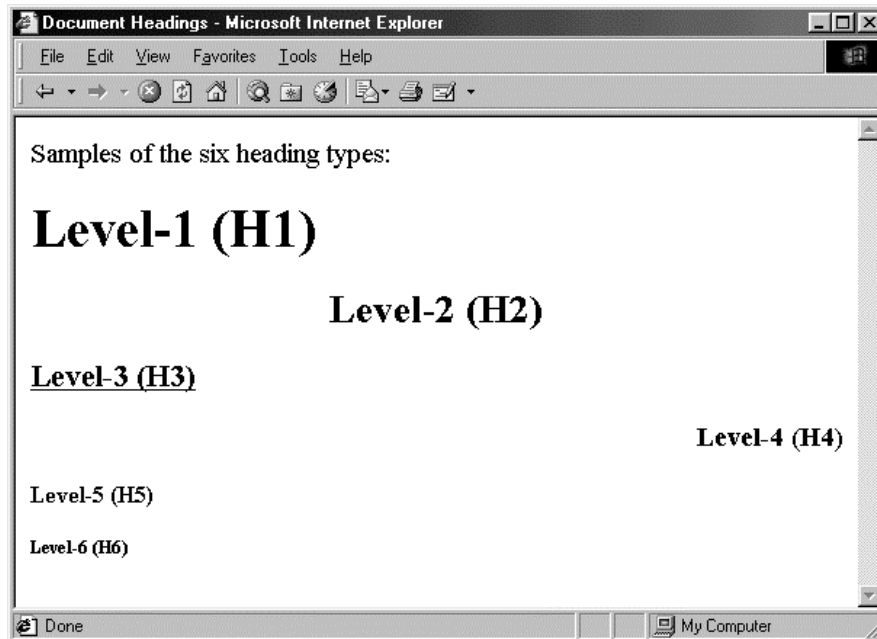 Document Headings - Microsoft Internet Explorer
File Edit View Favorites Tools Help
Samples of the six heading types:
Level-1 (H1)
Level-2 (H2)
Level-3 (H3)
Level-4 (H4)
Level-5 (H5)
Level-6 (H6)
Done My Computer